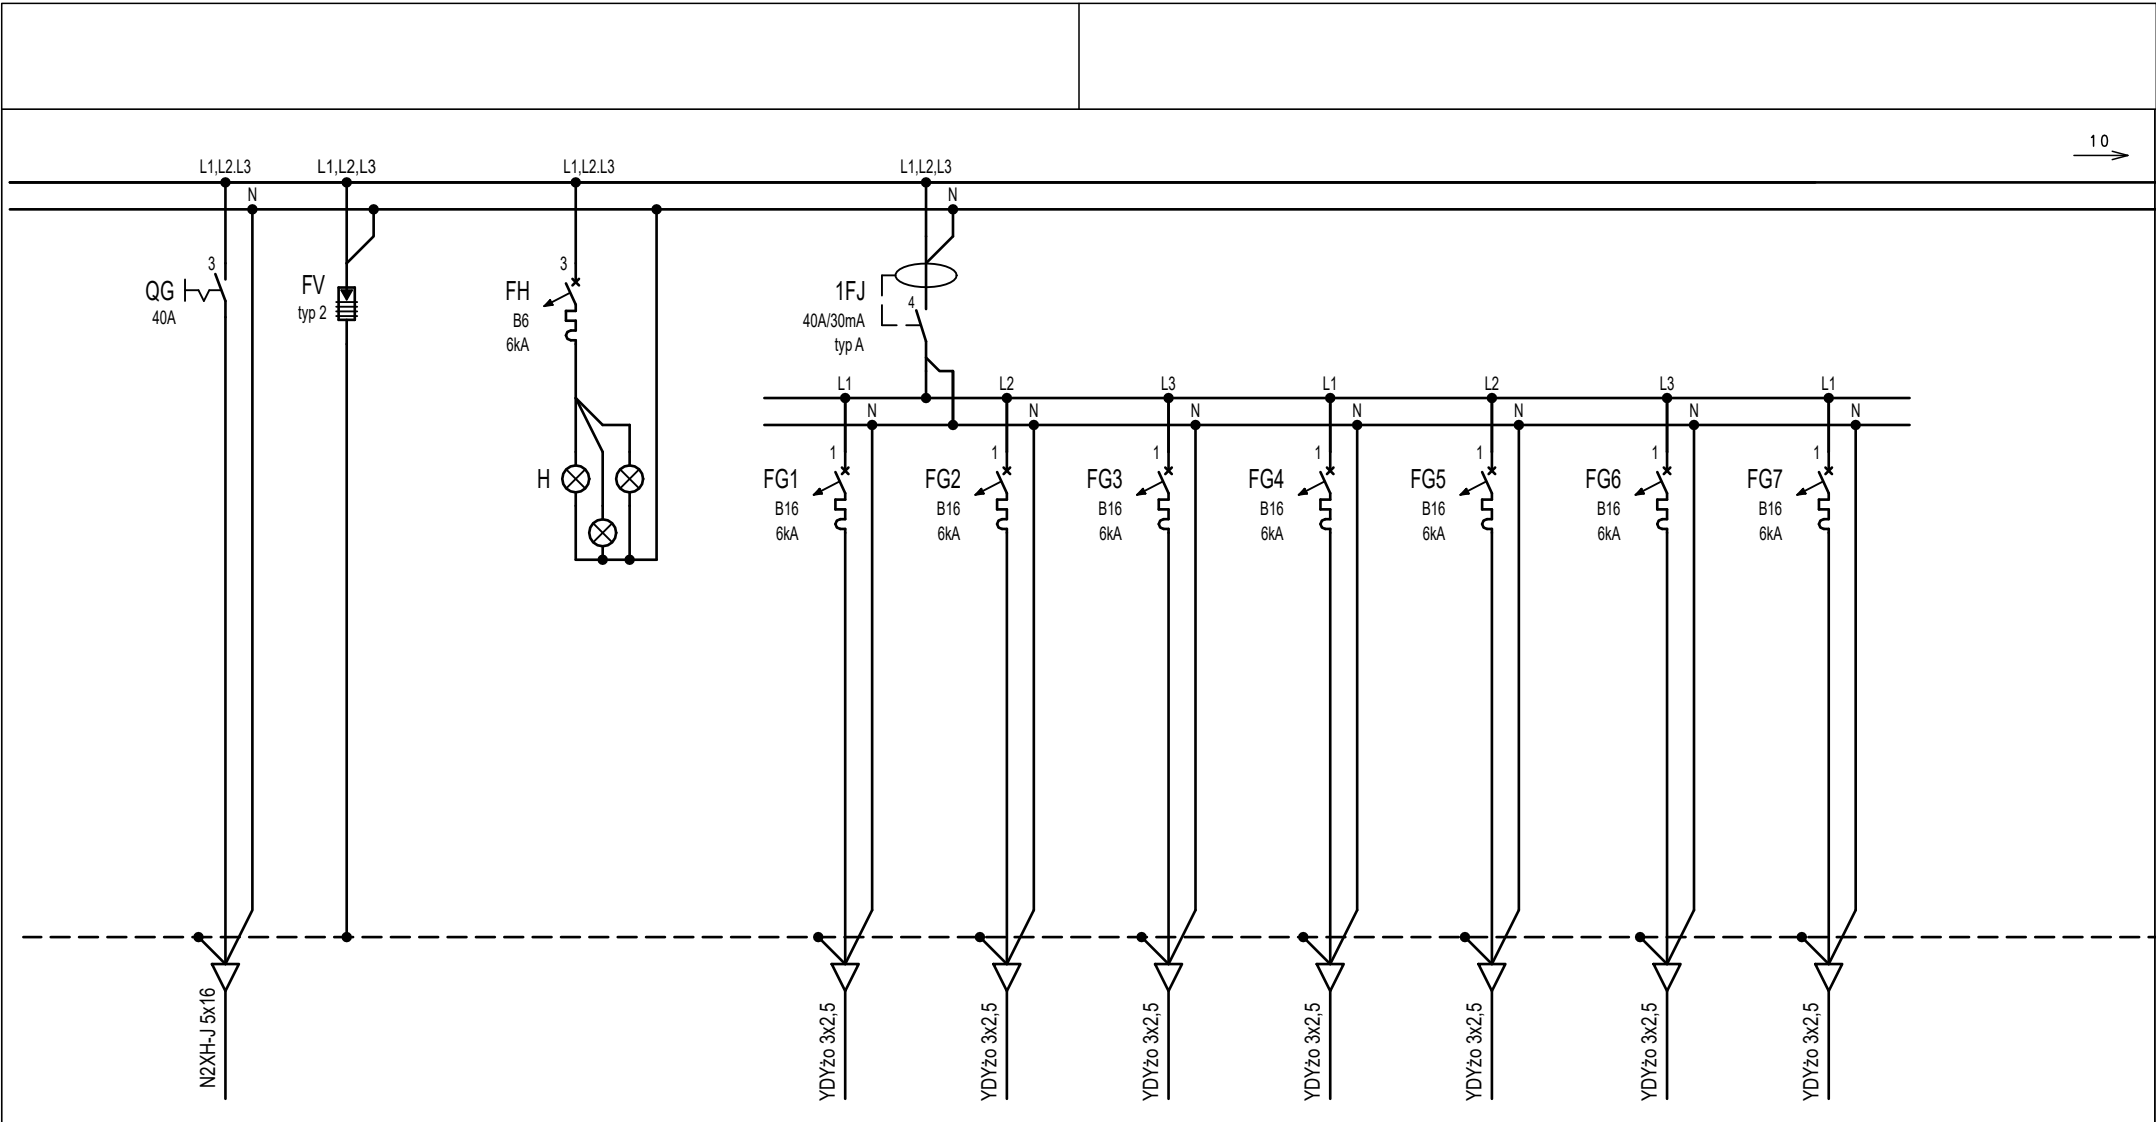 10
L1,L2.L3
L1,L2,L3
L1,L2.L3
L1,L2,L3
N
N
3
QG
40A
FV
typ 2
3
FH
B6
6kA
1FJ
40A/30mA
typ A
4
L1
L2
L3
L1
L2
L3
L1
N
N
N
N
N
N
N
H
1
FG1
B16
6kA
1
FG2
B16
6kA
1
FG3
B16
6kA
1
FG4
B16
6kA
1
FG5
B16
6kA
1
FG6
B16
6kA
1
FG7
B16
6kA
N2XH-J 5x16
YDYżo 3x2,5
YDYżo 3x2,5
YDYżo 3x2,5
YDYżo 3x2,5
YDYżo 3x2,5
YDYżo 3x2,5
YDYżo 3x2,5